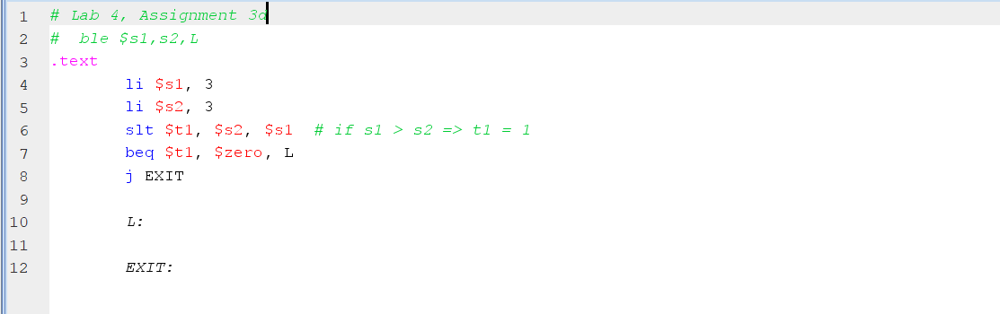 1 # Lab 4, Assignment 3d
2 # ble $s1,s2,L
3 .text
4 li $s1, 3
5 li $s2, 3
6 slt $t1, $s2, $s1 # if s1 > s2 => t1 = 1
7 beq $t1, $zero, L
8 j EXIT
9
10 L:
11
12 EXIT: